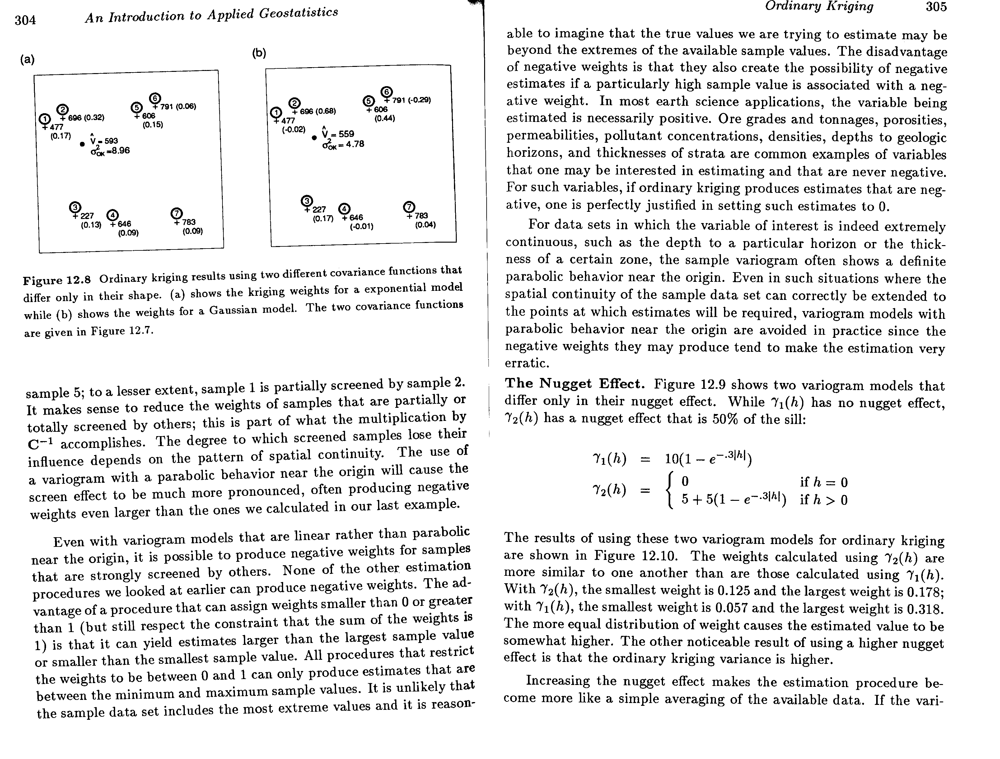 304 An Introduction to Applied Geostatistics
(a)
⑥
② ⑤ + 791 (0.06)
① + 696 (0.32) + 606
+ 477 (0.15)
(0.17) V̂ = 593
σ²OK =8.96
③
+ 227 ④ ⑦
(0.13) + 646 + 783
(0.09) (0.09)
(b)
⑥
② ⑤ + 791 (-0.29)
① + 696 (0.68) + 606
+ 477 (0.44)
(-0.02) V̂ = 559
σ²OK = 4.78
③
+ 227 ④ ⑦
(0.17) + 646 + 783
(-0.01) (0.04)
Figure 12.8 Ordinary kriging results using two different covariance functions that
differ only in their shape. (a) shows the kriging weights for a exponential model
while (b) shows the weights for a Gaussian model. The two covariance functions
are given in Figure 12.7.
sample 5; to a lesser extent, sample 1 is partially screened by sample 2.
It makes sense to reduce the weights of samples that are partially or
totally screened by others; this is part of what the multiplication by
C⁻¹ accomplishes. The degree to which screened samples lose their
influence depends on the pattern of spatial continuity. The use of
a variogram with a parabolic behavior near the origin will cause the
screen effect to be much more pronounced, often producing negative
weights even larger than the ones we calculated in our last example.
Even with variogram models that are linear rather than parabolic
near the origin, it is possible to produce negative weights for samples
that are strongly screened by others. None of the other estimation
procedures we looked at earlier can produce negative weights. The ad-
vantage of a procedure that can assign weights smaller than 0 or greater
than 1 (but still respect the constraint that the sum of the weights is
1) is that it can yield estimates larger than the largest sample value
or smaller than the smallest sample value. All procedures that restrict
the weights to be between 0 and 1 can only produce estimates that are
between the minimum and maximum sample values. It is unlikely that
the sample data set includes the most extreme values and it is reason-
Ordinary Kriging 305
able to imagine that the true values we are trying to estimate may be
beyond the extremes of the available sample values. The disadvantage
of negative weights is that they also create the possibility of negative
estimates if a particularly high sample value is associated with a neg-
ative weight. In most earth science applications, the variable being
estimated is necessarily positive. Ore grades and tonnages, porosities,
permeabilities, pollutant concentrations, densities, depths to geologic
horizons, and thicknesses of strata are common examples of variables
that one may be interested in estimating and that are never negative.
For such variables, if ordinary kriging produces estimates that are neg-
ative, one is perfectly justified in setting such estimates to 0.
For data sets in which the variable of interest is indeed extremely
continuous, such as the depth to a particular horizon or the thick-
ness of a certain zone, the sample variogram often shows a definite
parabolic behavior near the origin. Even in such situations where the
spatial continuity of the sample data set can correctly be extended to
the points at which estimates will be required, variogram models with
parabolic behavior near the origin are avoided in practice since the
negative weights they may produce tend to make the estimation very
erratic.
The Nugget Effect. Figure 12.9 shows two variogram models that
differ only in their nugget effect. While γ₁(h) has no nugget effect,
γ₂(h) has a nugget effect that is 50% of the sill:
γ₁(h) = 10(1 − e^−.3|h|)
γ₂(h) = { 0 if h = 0
5 + 5(1 − e^−.3|h|) if h > 0
The results of using these two variogram models for ordinary kriging
are shown in Figure 12.10. The weights calculated using γ₂(h) are
more similar to one another than are those calculated using γ₁(h).
With γ₂(h), the smallest weight is 0.125 and the largest weight is 0.178;
with γ₁(h), the smallest weight is 0.057 and the largest weight is 0.318.
The more equal distribution of weight causes the estimated value to be
somewhat higher. The other noticeable result of using a higher nugget
effect is that the ordinary kriging variance is higher.
Increasing the nugget effect makes the estimation procedure be-
come more like a simple averaging of the available data. If the vari-